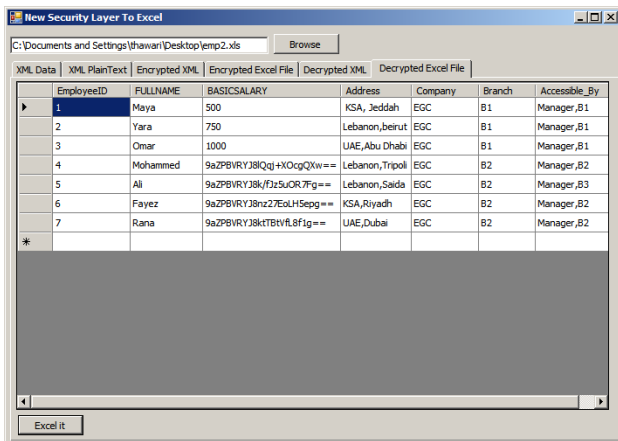 New Security Layer To Excel
C:\Documents and Settings\thawari\Desktop\emp2.xls Browse
XML Data XML PlainText Encrypted XML Encrypted Excel File Decrypted XML Decrypted Excel File
EmployeeID FULLNAME BASICSALARY Address Company Branch Accessible_By
1 Maya 500 KSA, Jeddah EGC B1 Manager,B1
2 Yara 750 Lebanon,beirut EGC B1 Manager,B1
3 Omar 1000 UAE,Abu Dhabi EGC B1 Manager,B1
4 Mohammed 9aZPBVRYJ8lQqj+XOcgQXw== Lebanon,Tripoli EGC B2 Manager,B2
5 Ali 9aZPBVRYJ8k/fJz5uOR7Fg== Lebanon,Saida EGC B2 Manager,B3
6 Fayez 9aZPBVRYJ8nz27EoLH5epg== KSA,Riyadh EGC B2 Manager,B2
7 Rana 9aZPBVRYJ8ktTBtVfL8f1g== UAE,Dubai EGC B2 Manager,B2
Excel it